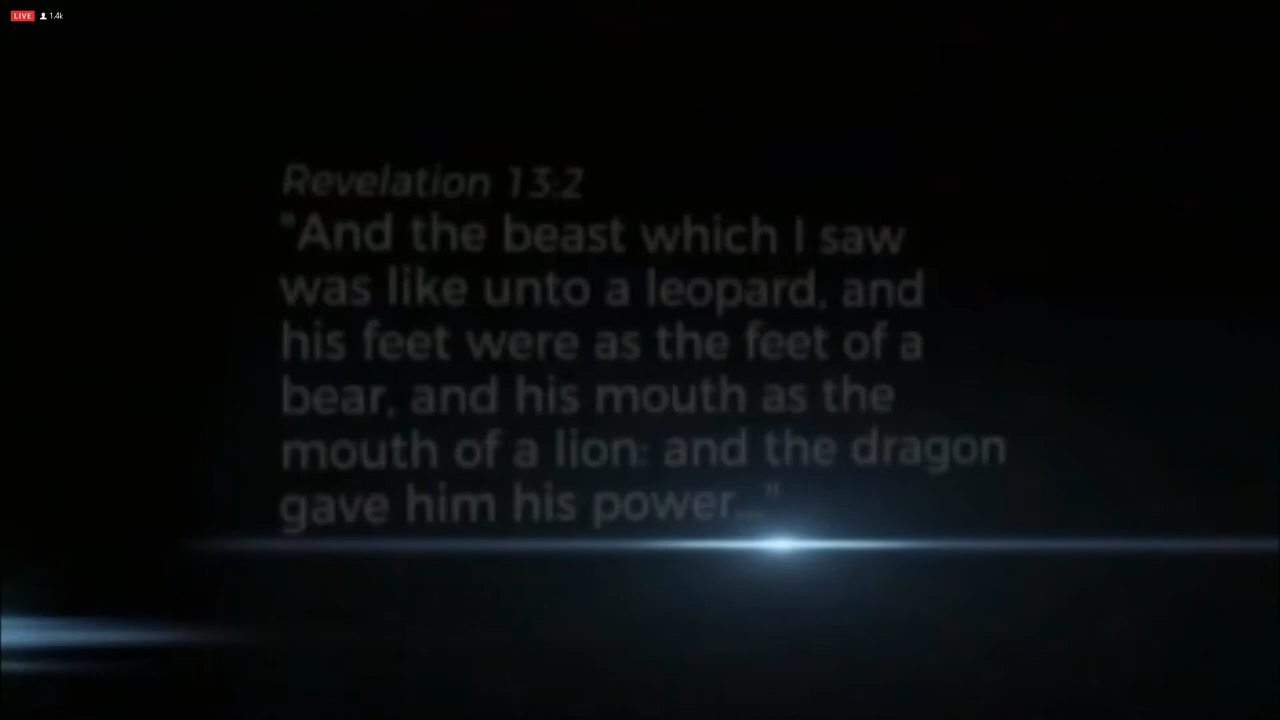 LIVE 1.4k
Revelation 13:2
"And the beast which I saw
was like unto a leopard, and
his feet were as the feet of a
bear, and his mouth as the
mouth of a lion: and the dragon
gave him his power..."